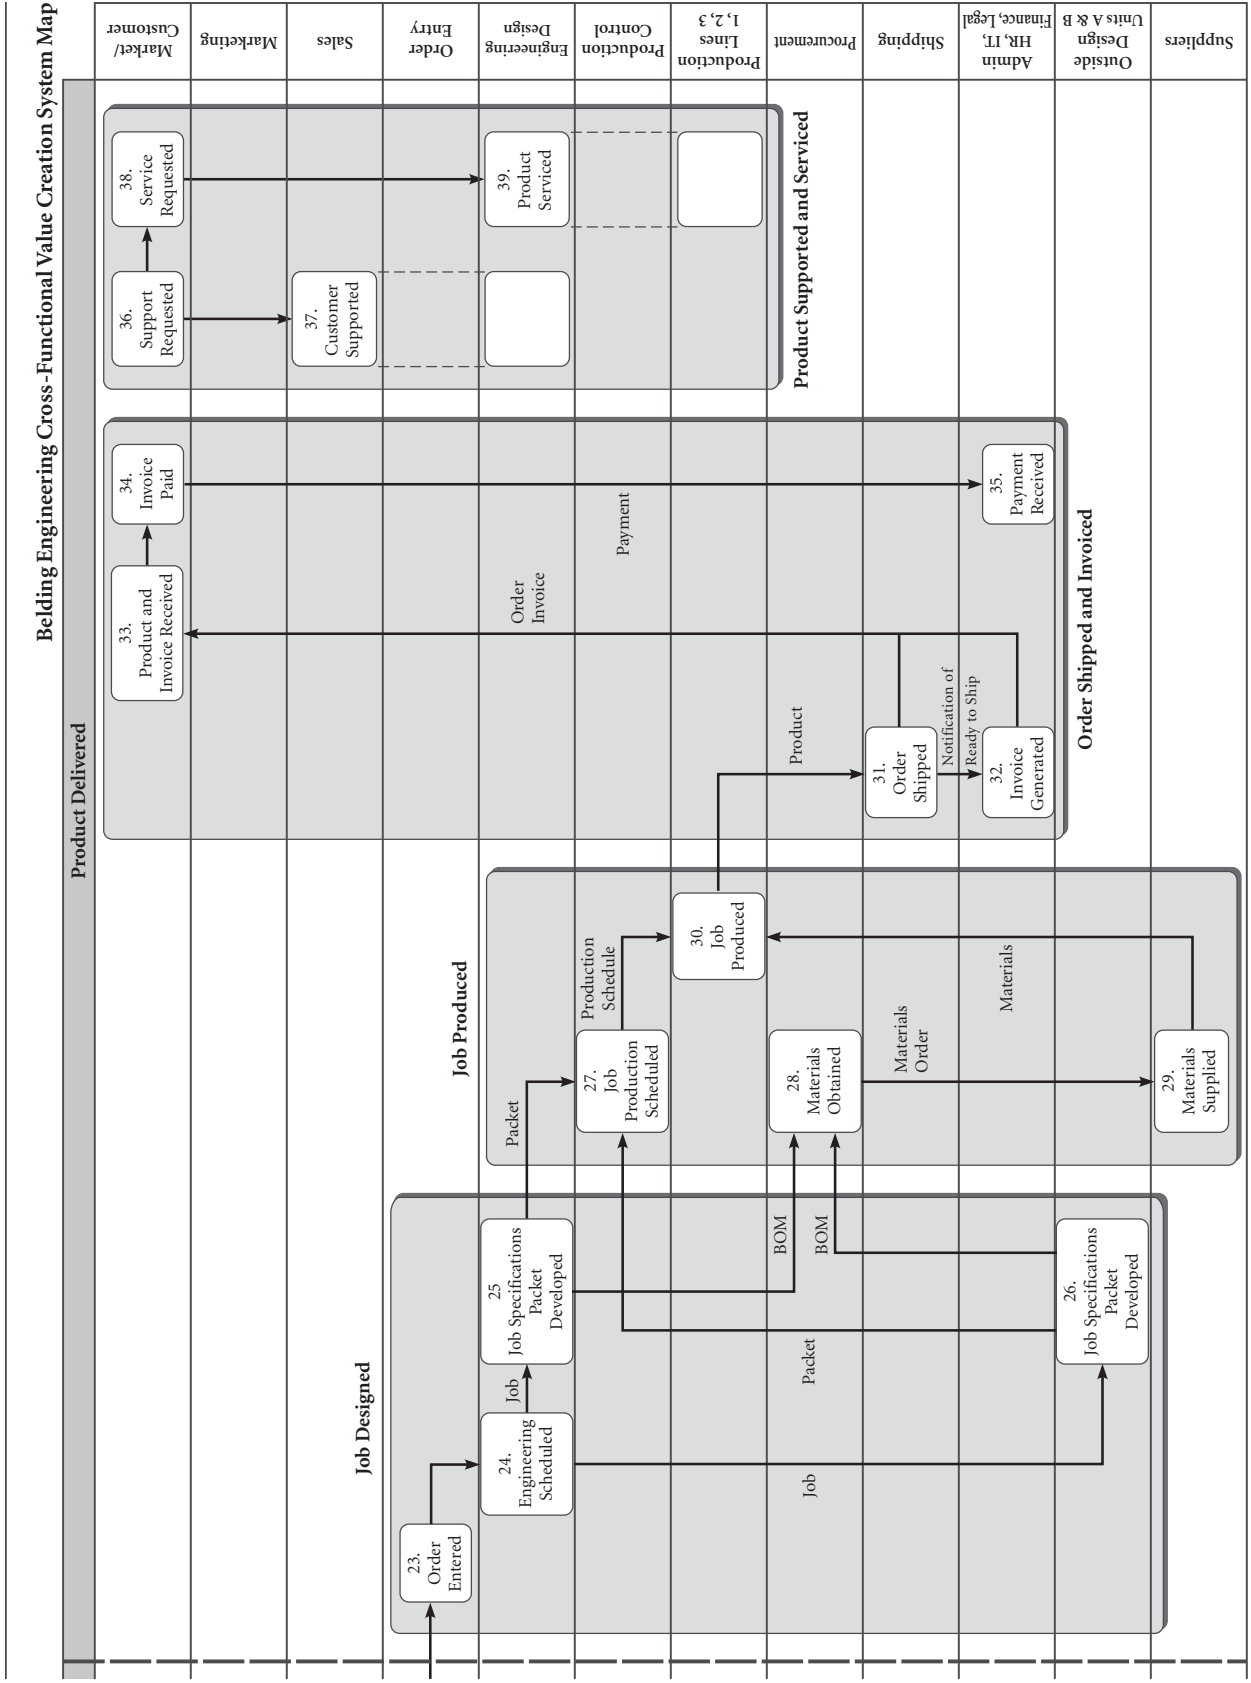 Belding Engineering Cross-Functional Value Creation System Map
Product Delivered
Market/
Customer
Marketing
Sales
Order
Entry
Engineering
Design
Production
Control
Production
Lines
1, 2, 3
Procurement
Shipping
Admin
HR, IT,
Finance, Legal
Outside
Design
Units A & B
Suppliers
Job Designed
23.
Order
Entered
24.
Engineering
Scheduled
Job
25
Job Specifications
Packet
Developed
Job
26.
Job Specifications
Packet
Developed
Packet
BOM
BOM
Packet
Job Produced
27.
Job
Production
Scheduled
Production
Schedule
28.
Materials
Obtained
Materials
Order
29.
Materials
Supplied
Materials
30.
Job
Produced
Product
31.
Order
Shipped
Notification of
Ready to Ship
32.
Invoice
Generated
Order
Invoice
33.
Product and
Invoice Received
34.
Invoice
Paid
Payment
35.
Payment
Received
Order Shipped and Invoiced
36.
Support
Requested
37.
Customer
Supported
38.
Service
Requested
39.
Product
Serviced
Product Supported and Serviced